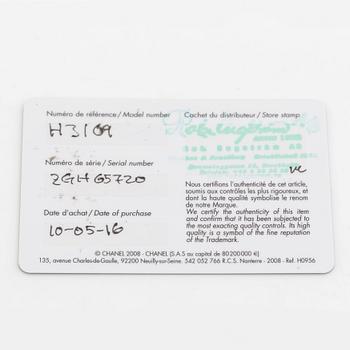 Numéro de référence / Model number
Cachet du distributeur / Store stamp
H3109
Numéro de série / Serial number
ZGH65720
Date d'achat / Date of purchase
10-05-16
Nous certifions l'authenticité de cet article,
soumis aux contrôles les plus rigoureux, et
dont la haute qualité symbolise le renom
de notre Marque.
We certify the authenticity of this item
and confirm that it has been subjected to
the most exacting quality controls. Its high
quality is a symbol of the fine reputation
of the Trademark.
© CHANEL 2008 - CHANEL (S.A.S au capital de 80 200 000 €)
135, avenue Charles-de-Gaulle, 92200 Neuilly-sur-Seine. 542 052 766 R.C.S. Nanterre - 2008 - Ref. H0956